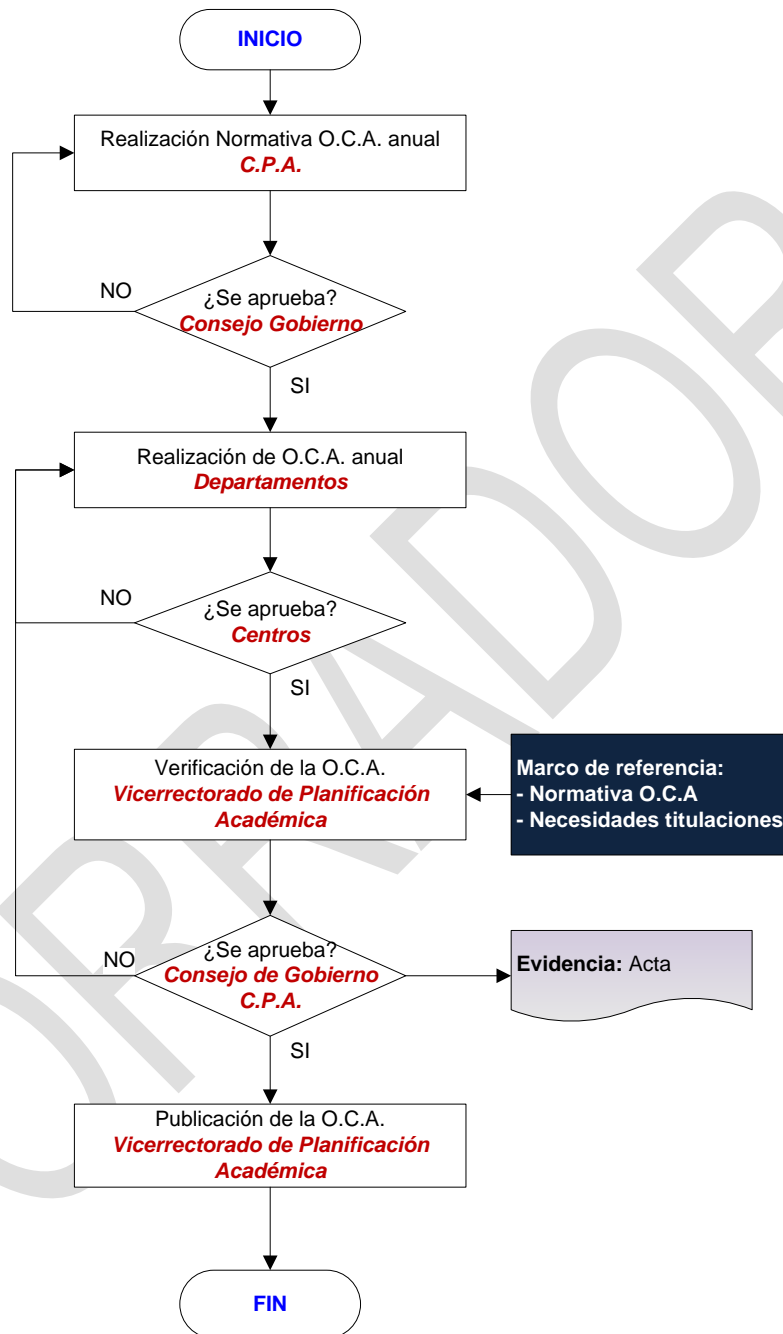 INICIO
Realización Normativa O.C.A. anual
C.P.A.
NO
¿Se aprueba?
Consejo Gobierno
SI
Realización de O.C.A. anual
Departamentos
NO
¿Se aprueba?
Centros
SI
Verificación de la O.C.A.
Vicerrectorado de Planificación
Académica
Marco de referencia:
- Normativa O.C.A
- Necesidades titulaciones
NO
¿Se aprueba?
Consejo de Gobierno
C.P.A.
Evidencia: Acta
SI
Publicación de la O.C.A.
Vicerrectorado de Planificación
Académica
FIN
ORRADOR